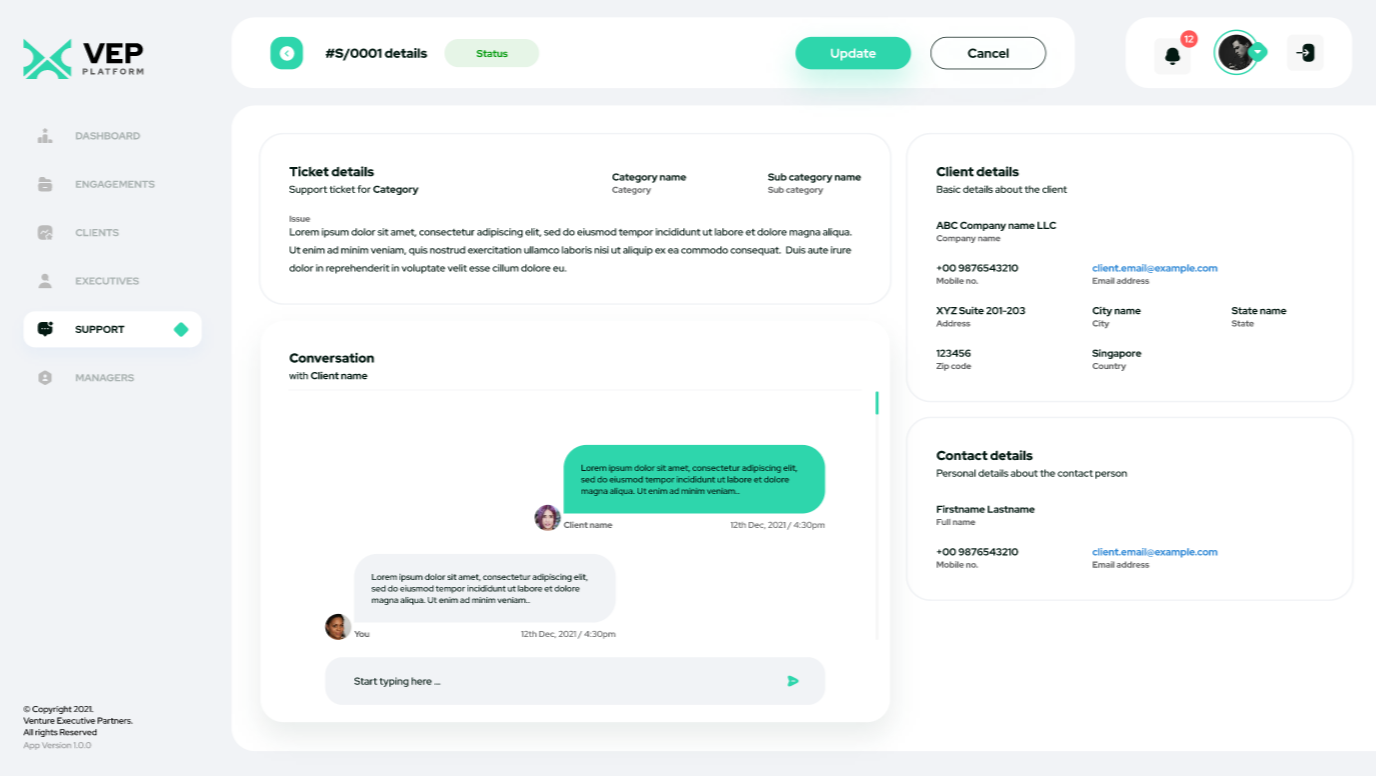 VEP
PLATFORM
DASHBOARD
ENGAGEMENTS
CLIENTS
EXECUTIVES
SUPPORT
MANAGERS
© Copyright 2021.
Venture Executive Partners.
All rights Reserved
App Version 1.0.0
#S/0001 details
Status
Update
Cancel
12
Ticket details
Support ticket for Category
Category name
Category
Sub category name
Sub category
Issue
Lorem ipsum dolor sit amet, consectetur adipiscing elit, sed do eiusmod tempor incididunt ut labore et dolore magna aliqua.
Ut enim ad minim veniam, quis nostrud exercitation ullamco laboris nisi ut aliquip ex ea commodo consequat. Duis aute irure
dolor in reprehenderit in voluptate velit esse cillum dolore eu.
Conversation
with Client name
Lorem ipsum dolor sit amet, consectetur adipiscing elit,
sed do eiusmod tempor incididunt ut labore et dolore
magna aliqua. Ut enim ad minim veniam..
Client name
12th Dec, 2021 / 4:30pm
Lorem ipsum dolor sit amet, consectetur adipiscing elit,
sed do eiusmod tempor incididunt ut labore et dolore
magna aliqua. Ut enim ad minim veniam..
You
12th Dec, 2021 / 4:30pm
Start typing here ...
Client details
Basic details about the client
ABC Company name LLC
Company name
+00 9876543210
Mobile no.
client.email@example.com
Email address
XYZ Suite 201-203
Address
City name
City
State name
State
123456
Zip code
Singapore
Country
Contact details
Personal details about the contact person
Firstname Lastname
Full name
+00 9876543210
Mobile no.
client.email@example.com
Email address